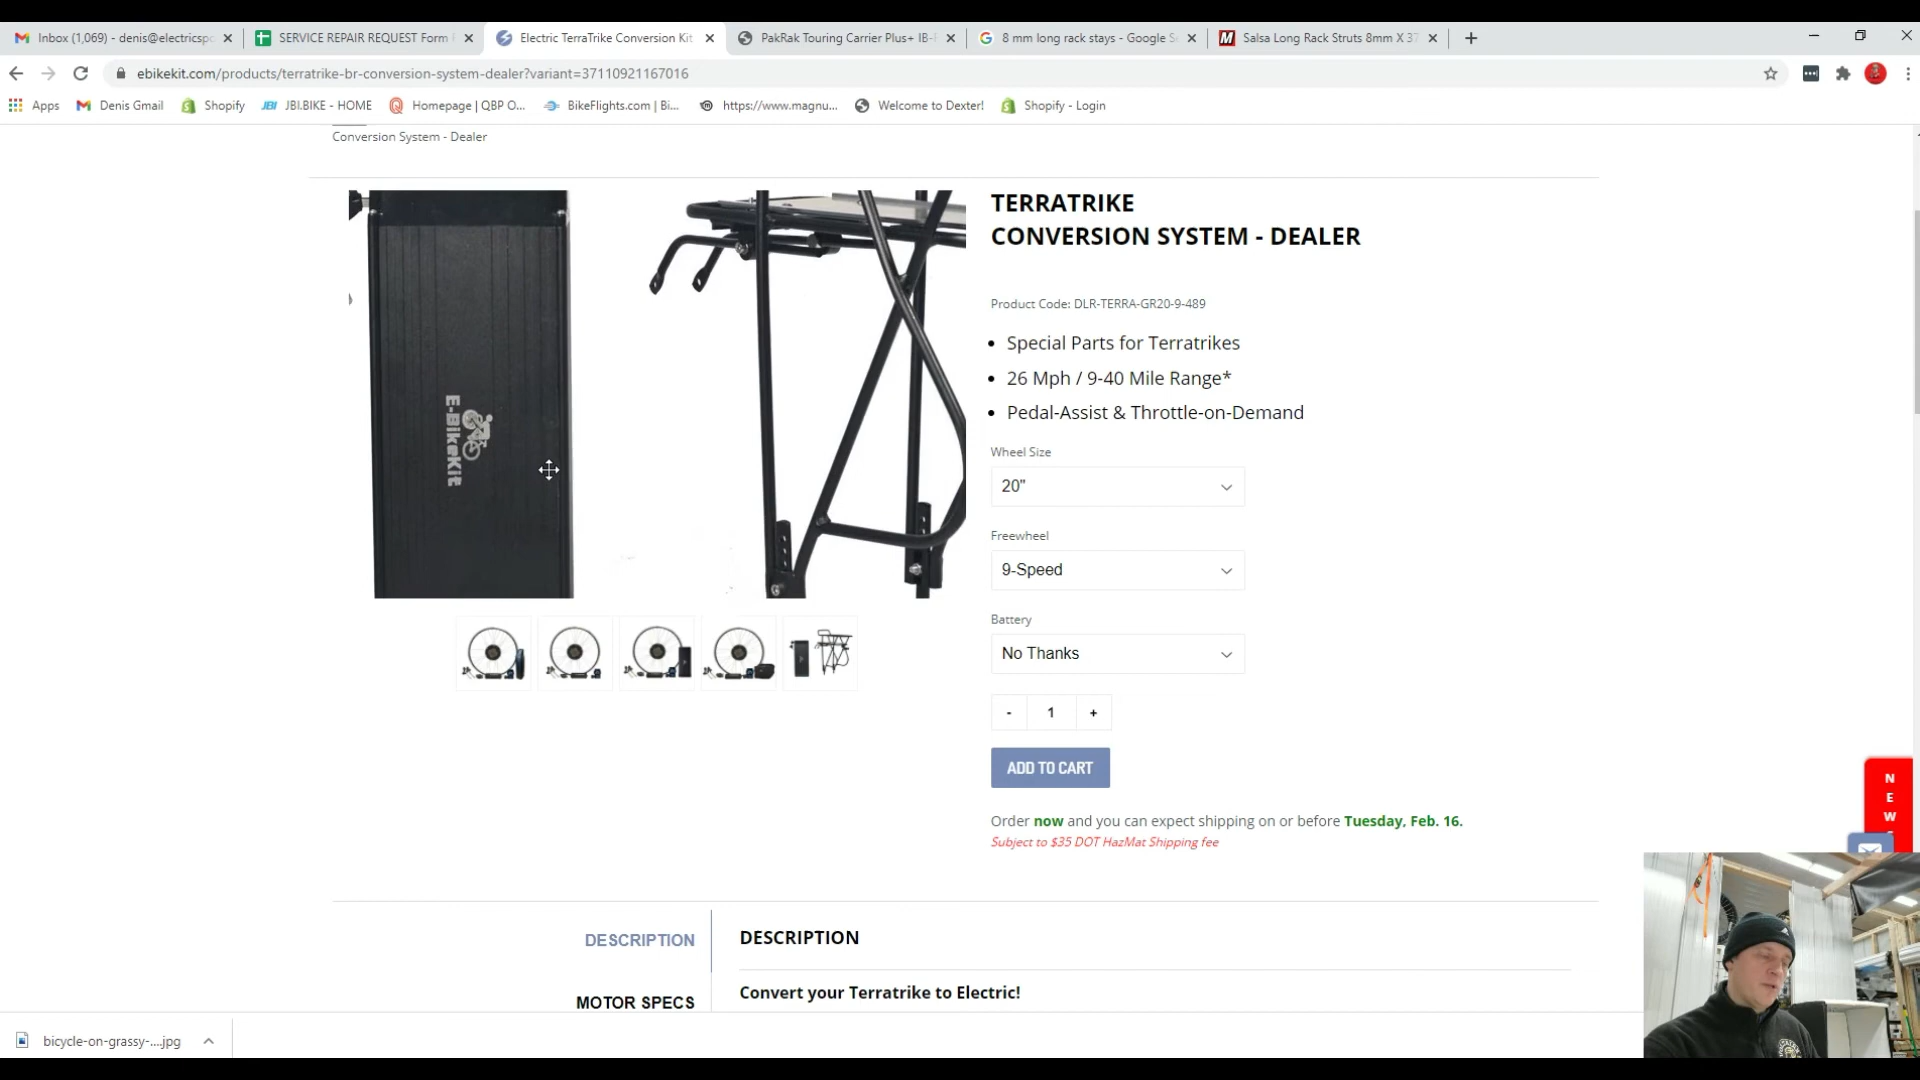 Inbox (1,069) - denis@electricspo
SERVICE REPAIR REQUEST Form
Electric TerraTrike Conversion Kit
PakRak Touring Carrier Plus+ IB-
8 mm long rack stays - Google S
Salsa Long Rack Struts 8mm X 37
ebikekit.com/products/terratrike-br-conversion-system-dealer?variant=37110921167016
Apps
Denis Gmail
Shopify
JBI JBI.BIKE - HOME
Homepage | QBP O...
BikeFlights.com | Bi...
https://www.magnu...
Welcome to Dexter!
Shopify - Login
Conversion System - Dealer
E-BikeKit
TERRATRIKE
CONVERSION SYSTEM - DEALER
Product Code: DLR-TERRA-GR20-9-489
• Special Parts for Terratrikes
• 26 Mph / 9-40 Mile Range*
• Pedal-Assist & Throttle-on-Demand
Wheel Size
20"
Freewheel
9-Speed
Battery
No Thanks
- 1 +
ADD TO CART
Order now and you can expect shipping on or before Tuesday, Feb. 16.
Subject to $35 DOT HazMat Shipping fee
N
E
W
S
DESCRIPTION
MOTOR SPECS
DESCRIPTION
Convert your Terratrike to Electric!
bicycle-on-grassy-....jpg